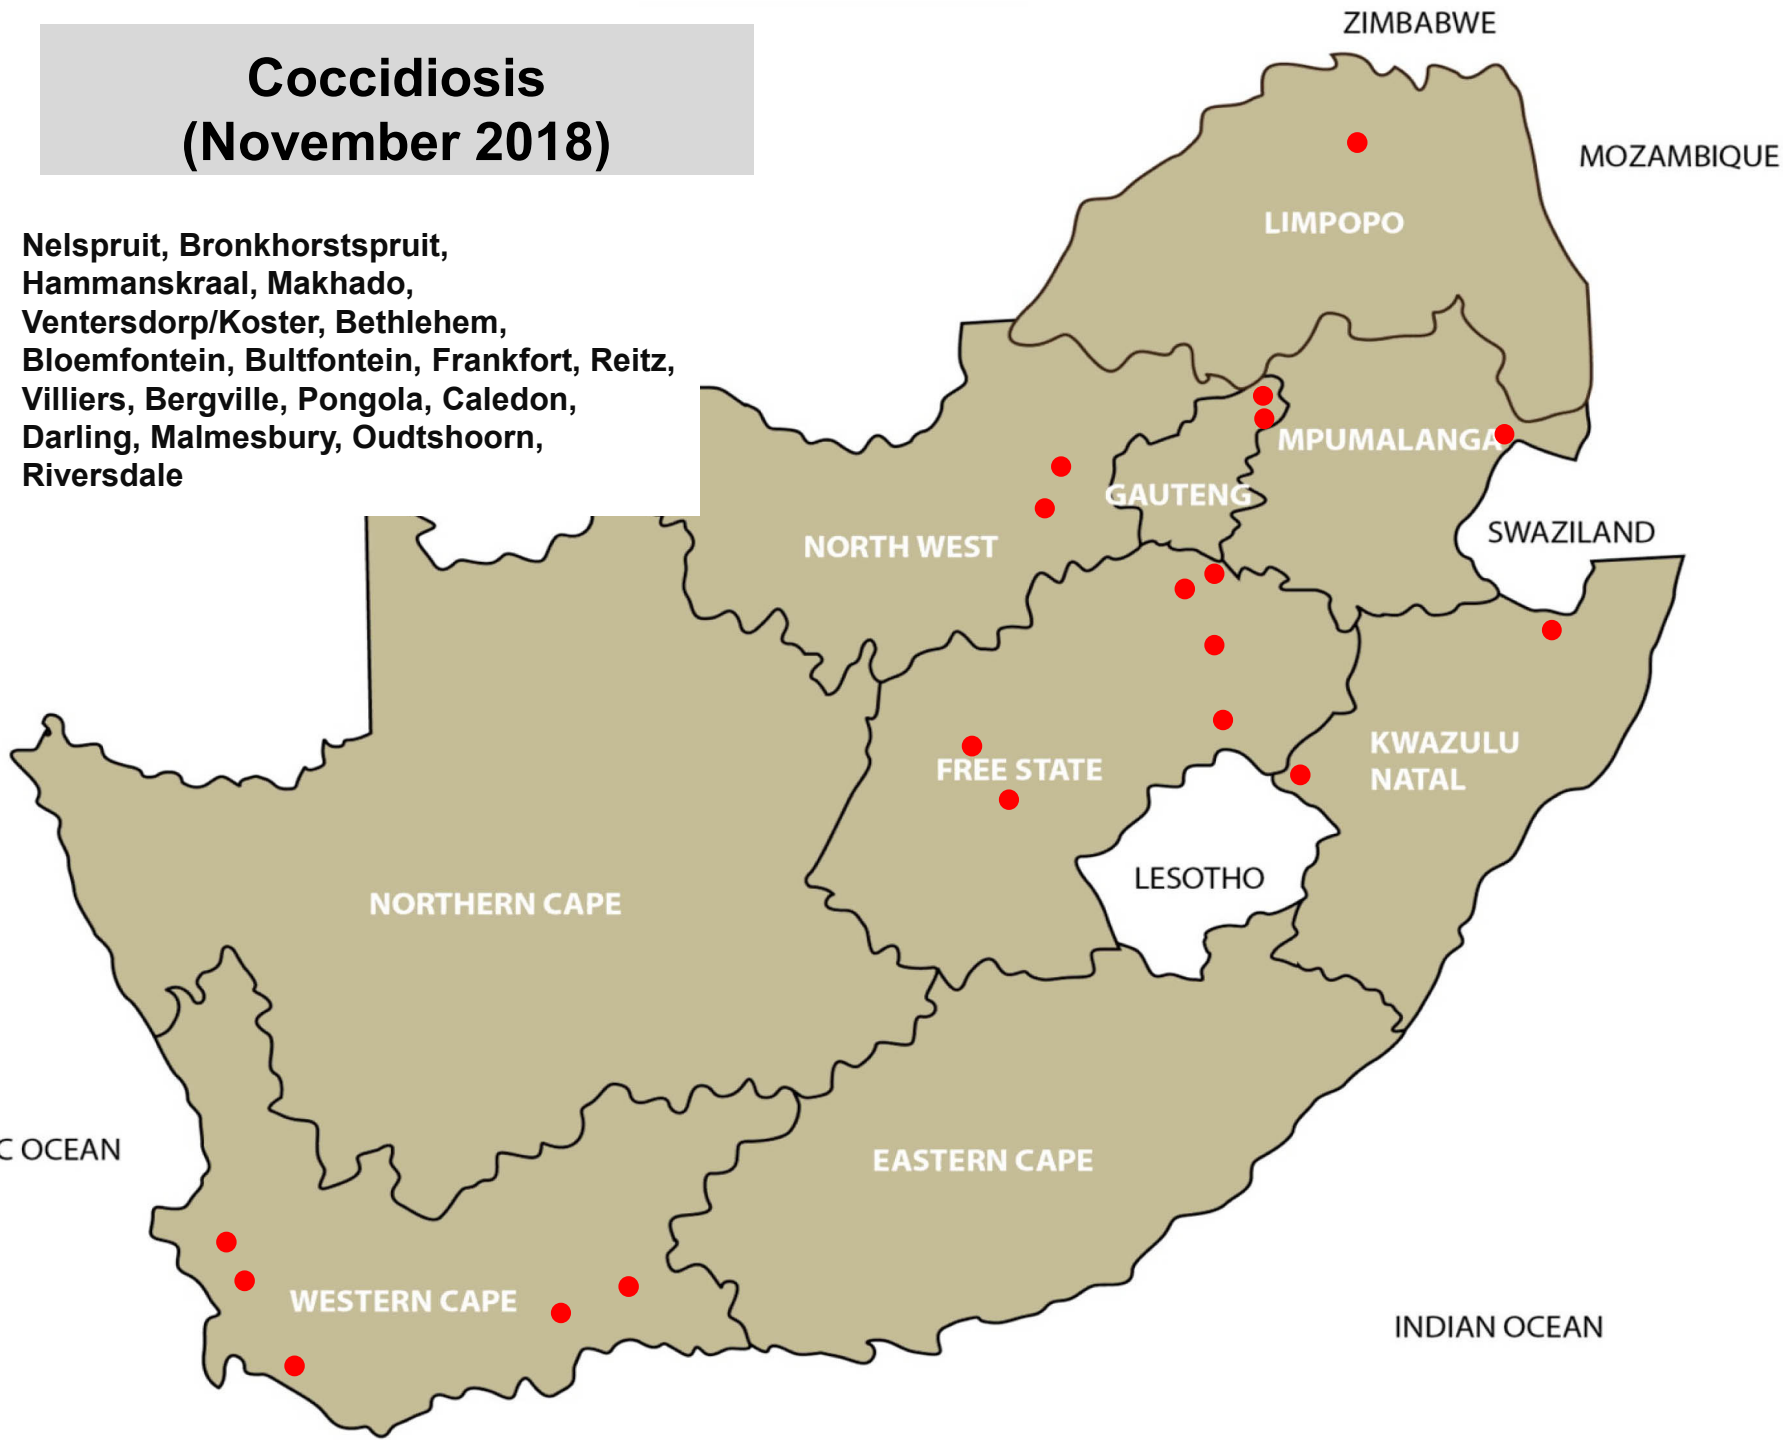 Coccidiosis
(November 2018)
Nelspruit, Bronkhorstspruit,
Hammanskraal, Makhado,
Ventersdorp/Koster, Bethlehem,
Bloemfontein, Bultfontein, Frankfort, Reitz,
Villiers, Bergville, Pongola, Caledon,
Darling, Malmesbury, Oudtshoorn,
Riversdale
ZIMBABWE
MOZAMBIQUE
LIMPOPO
MPUMALANGA
GAUTENG
SWAZILAND
NORTH WEST
KWAZULU
NATAL
FREE STATE
LESOTHO
NORTHERN CAPE
C OCEAN
EASTERN CAPE
WESTERN CAPE
INDIAN OCEAN